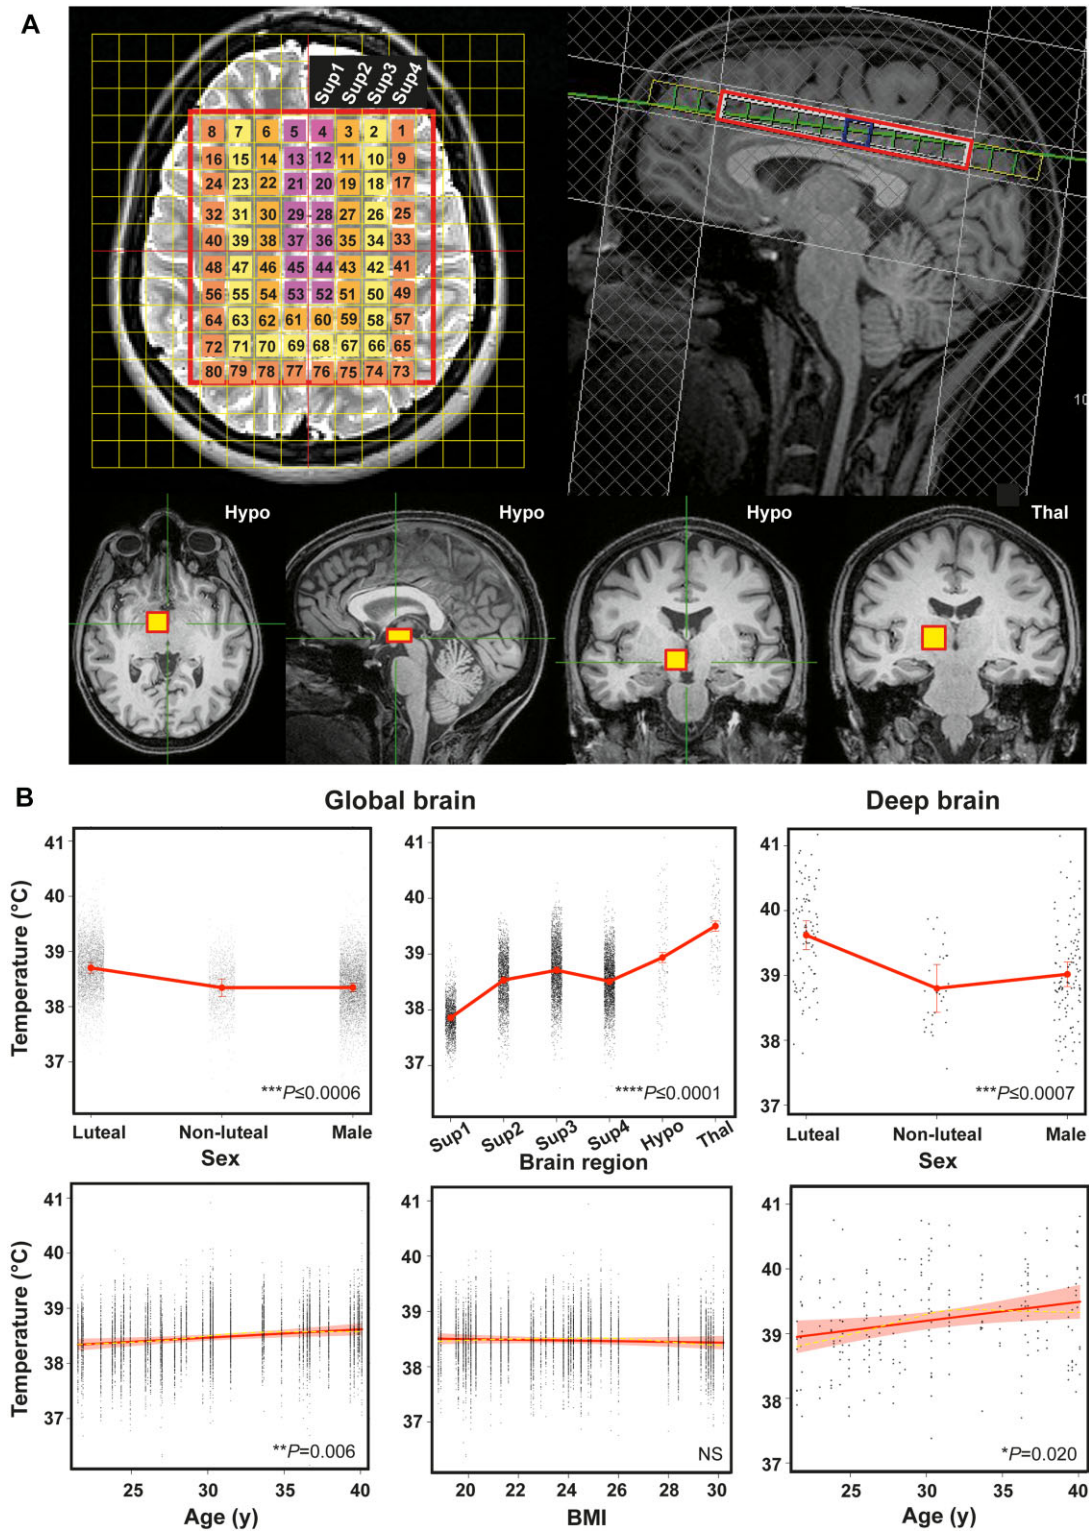 A
Sup1 Sup2 Sup3 Sup4
8 7 6 5 4 3 2 1
16 15 14 13 12 11 10 9
24 23 22 21 20 19 18 17
32 31 30 29 28 27 26 25
40 39 38 37 36 35 34 33
48 47 46 45 44 43 42 41
56 55 54 53 52 51 50 49
64 63 62 61 60 59 58 57
72 71 70 69 68 67 66 65
80 79 78 77 76 75 74 73
10
Hypo
Hypo
Hypo
Thal
B
Global brain
Deep brain
Temperature (°C)
41
40
39
38
37
***P≤0.0006
Luteal Non-luteal Male
Sex
41
40
39
38
37
****P≤0.0001
Sup1 Sup2 Sup3 Sup4 Hypo Thal
Brain region
41
40
39
38
37
***P≤0.0007
Luteal Non-luteal Male
Sex
Temperature (°C)
41
40
39
38
37
**P=0.006
25 30 35 40
Age (y)
41
40
39
38
37
NS
20 22 24 26 28 30
BMI
41
40
39
38
37
*P=0.020
25 30 35 40
Age (y)